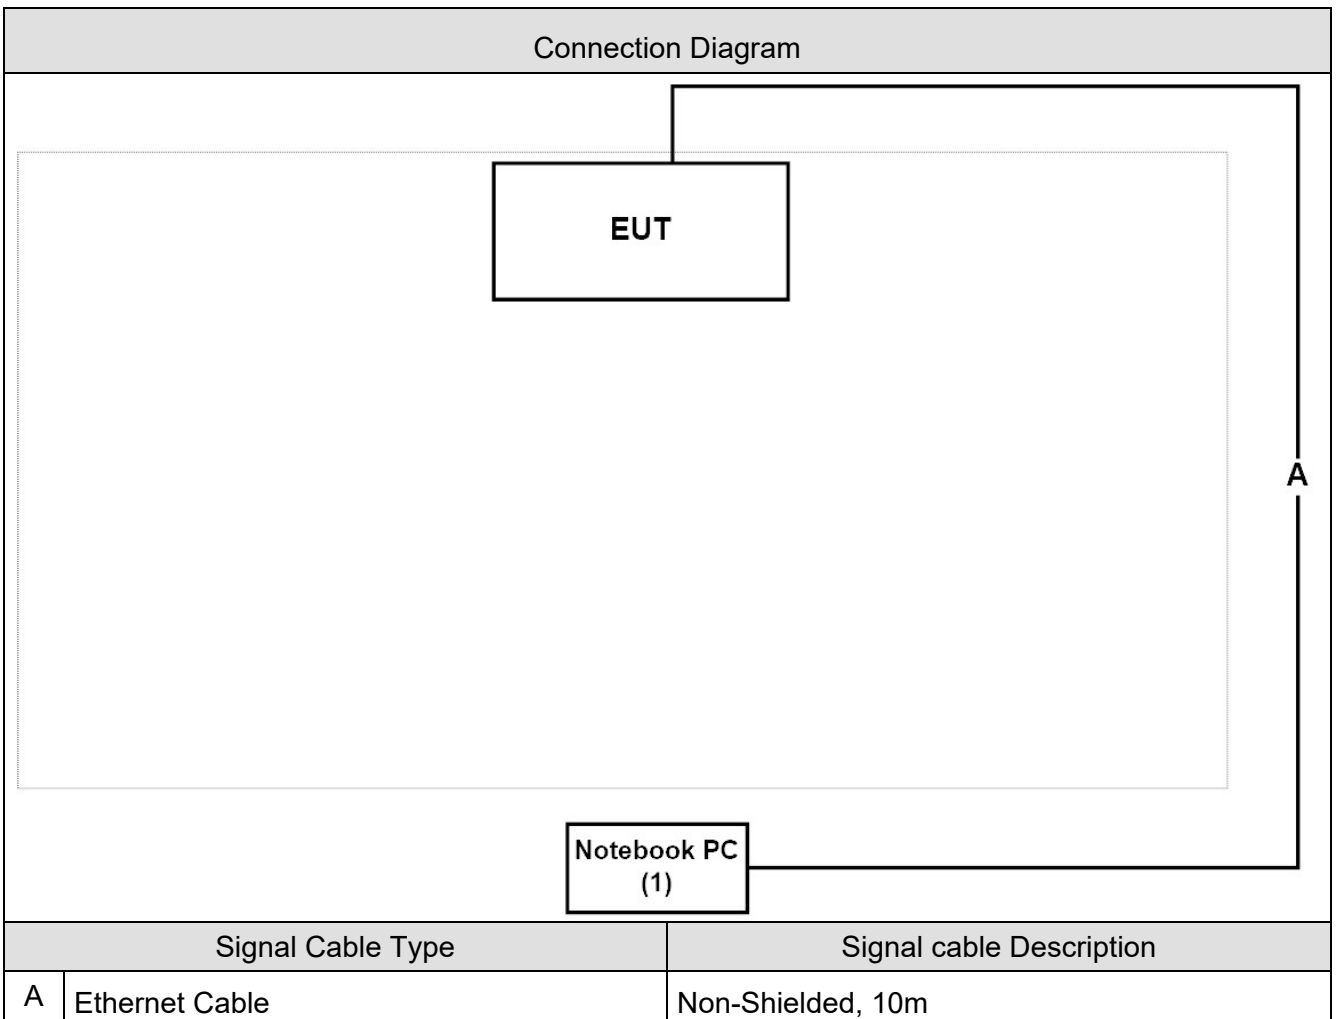 Connection Diagram
EUT
A
Notebook PC
(1)
Signal Cable Type
Signal cable Description
A
Ethernet Cable
Non-Shielded, 10m